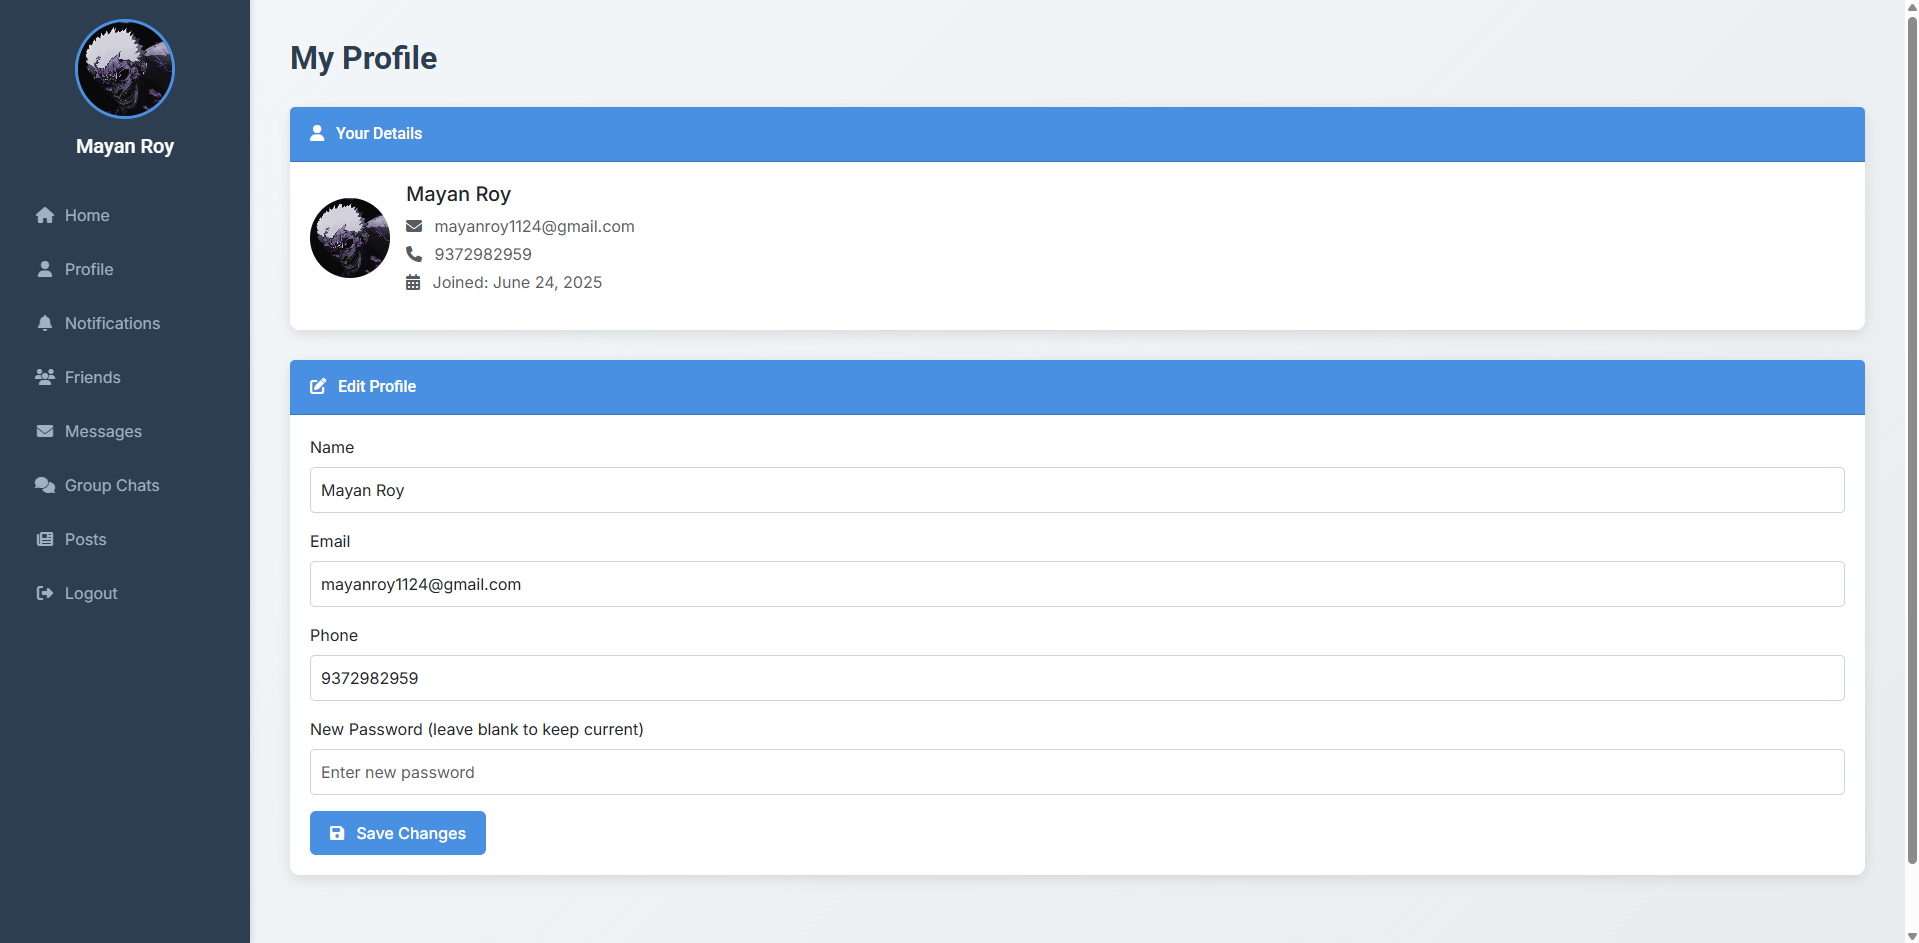 Mayan Roy
Home
Profile
Notifications
Friends
Messages
Group Chats
Posts
Logout
My Profile
Your Details
Mayan Roy
mayanroy1124@gmail.com
9372982959
Joined: June 24, 2025
Edit Profile
Name
Mayan Roy
Email
mayanroy1124@gmail.com
Phone
9372982959
New Password (leave blank to keep current)
Enter new password
Save Changes